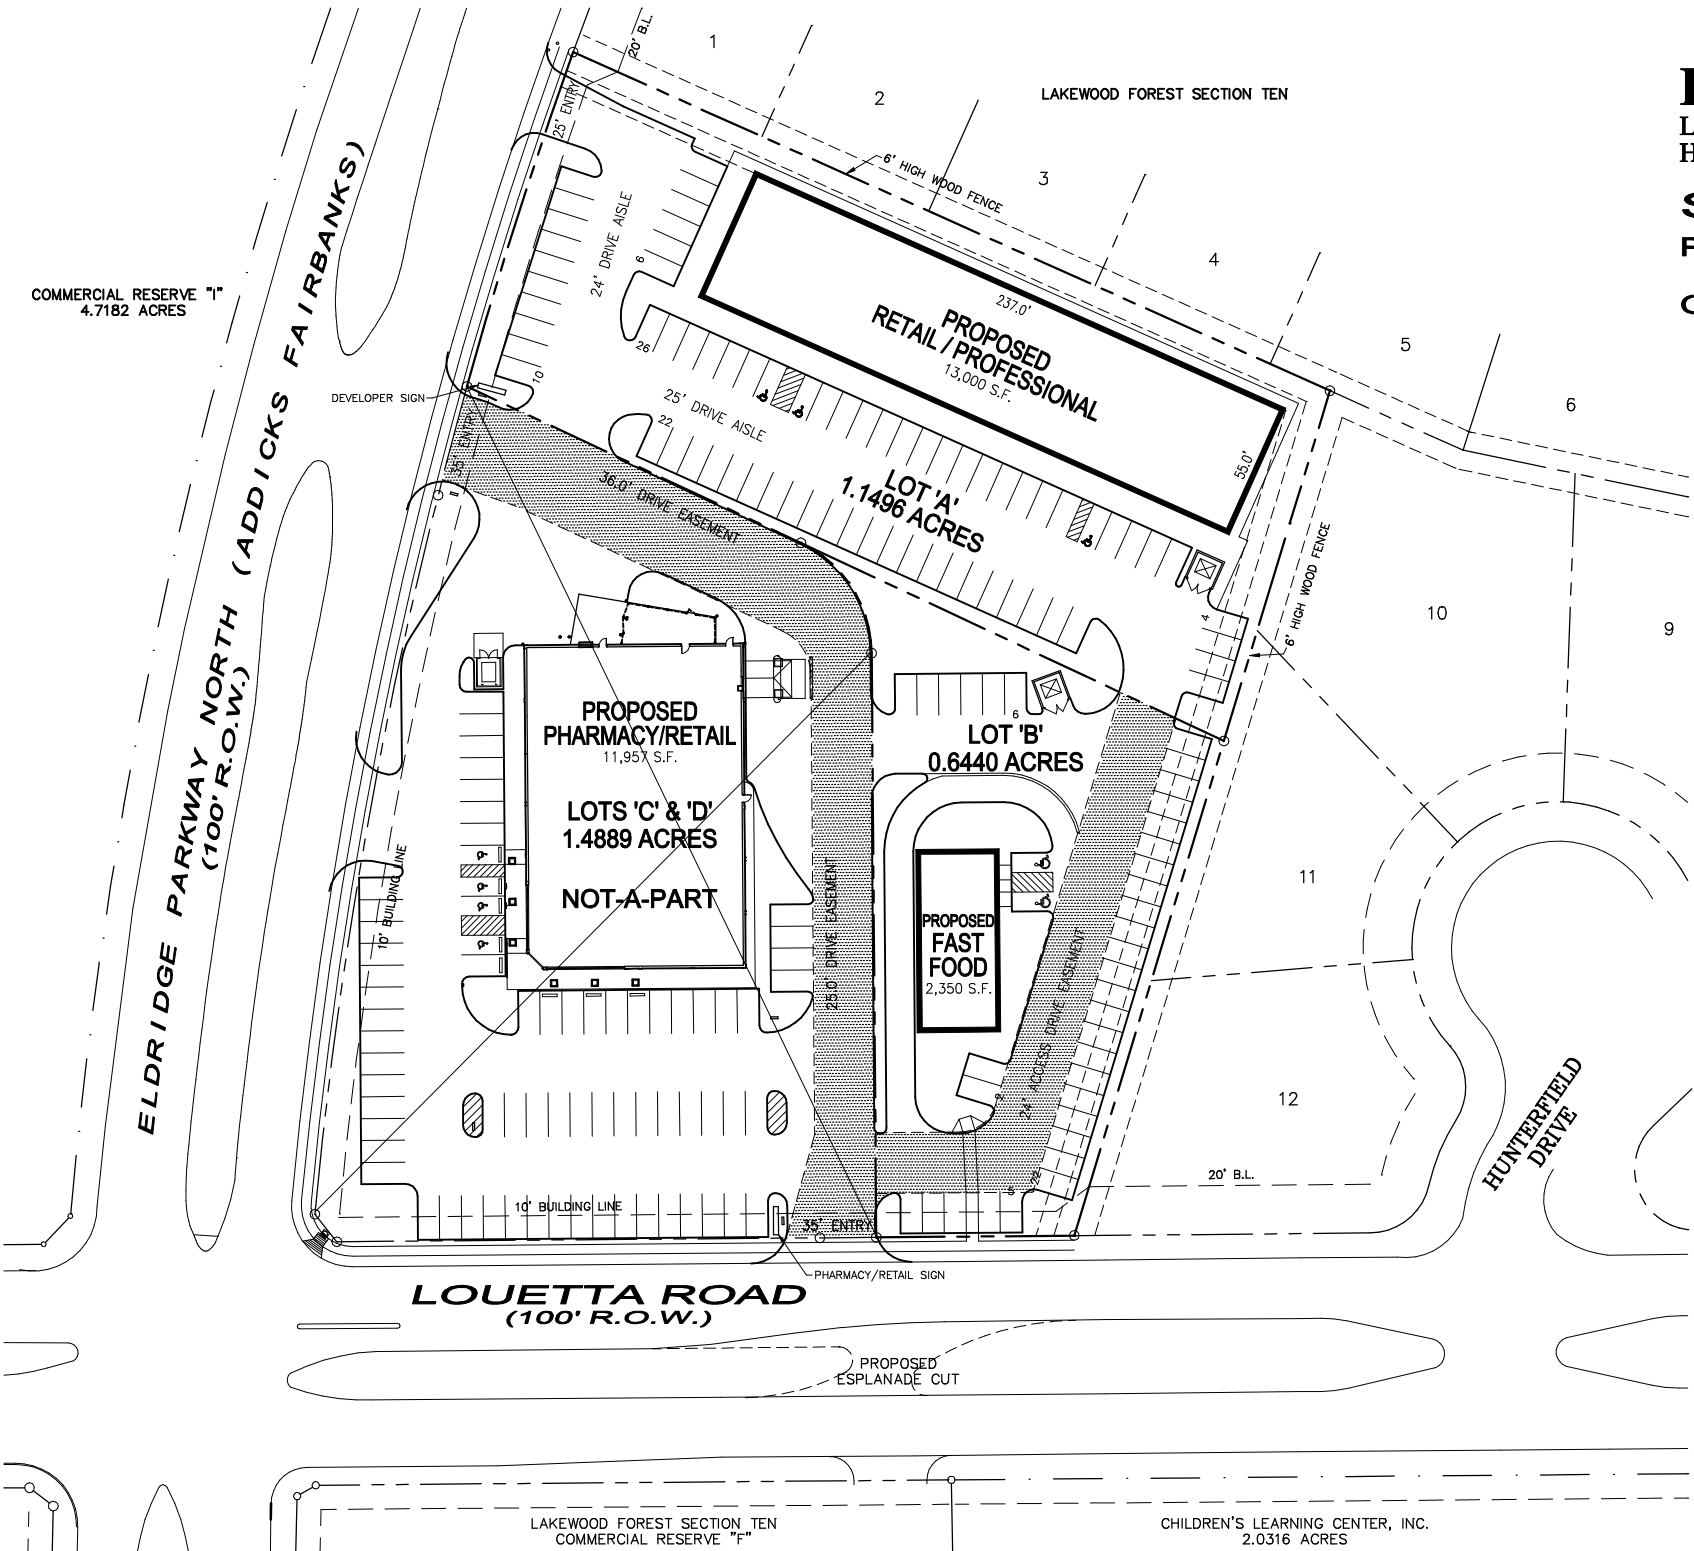 20' B.L.
1
2
LAKEWOOD FOREST SECTION TEN
L
H
25' ENTRY
6' HIGH WOOD FENCE
3
4
5
6
24' DRIVE AISLE
6
COMMERCIAL RESERVE "I"
4.7182 ACRES
ELDRIDGE PARKWAY NORTH (ADDICKS FAIRBANKS)
(100' R.O.W.)
237.0'
PROPOSED
RETAIL / PROFESSIONAL
13,000 S.F.
55.0'
26
10
DEVELOPER SIGN
25' DRIVE AISLE
22
35' ENTRY
36.0' DRIVE EASEMENT
LOT 'A'
1.1496 ACRES
6' HIGH WOOD FENCE
4
10
9
PROPOSED
PHARMACY/RETAIL
11,957 S.F.
LOTS 'C' & 'D'
1.4889 ACRES
NOT-A-PART
6
LOT 'B'
0.6440 ACRES
10' BUILDING LINE
25.0' DRIVE EASEMENT
PROPOSED
FAST
FOOD
2,350 S.F.
24' ACCESS DRIVE EASEMENT
11
12
HUNTERFIELD
DRIVE
20' B.L.
22
5
10' BUILDING LINE
35' ENTRY
PHARMACY/RETAIL SIGN
LOUETTA ROAD
(100' R.O.W.)
PROPOSED
ESPLANADE CUT
LAKEWOOD FOREST SECTION TEN
COMMERCIAL RESERVE "F"
CHILDREN'S LEARNING CENTER, INC.
2.0316 ACRES